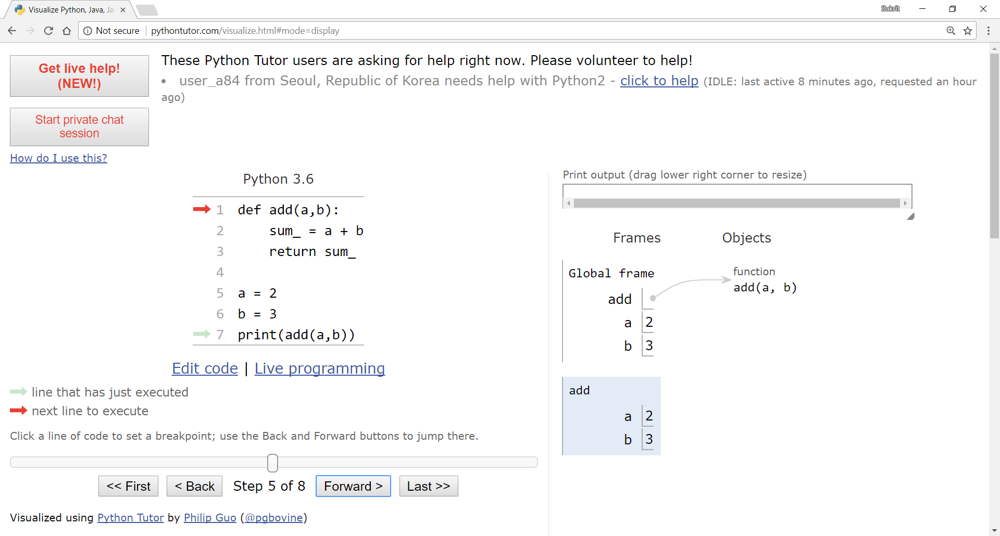 Visualize Python, Java, Ja
Sukrit
Not secure | pythontutor.com/visualize.html#mode=display
Get live help!
(NEW!)
Start private chat
session
How do I use this?
These Python Tutor users are asking for help right now. Please volunteer to help!
• user_a84 from Seoul, Republic of Korea needs help with Python2 - click to help (IDLE: last active 8 minutes ago, requested an hour
ago)
Python 3.6
1 def add(a,b):
2     sum_ = a + b
3     return sum_
4
5 a = 2
6 b = 3
7 print(add(a,b))
Edit code | Live programming
line that has just executed
next line to execute
Click a line of code to set a breakpoint; use the Back and Forward buttons to jump there.
<< First < Back Step 5 of 8 Forward > Last >>
Visualized using Python Tutor by Philip Guo (@pgbovine)
Print output (drag lower right corner to resize)
Frames Objects
Global frame
add
a 2
b 3
function
add(a, b)
add
a 2
b 3